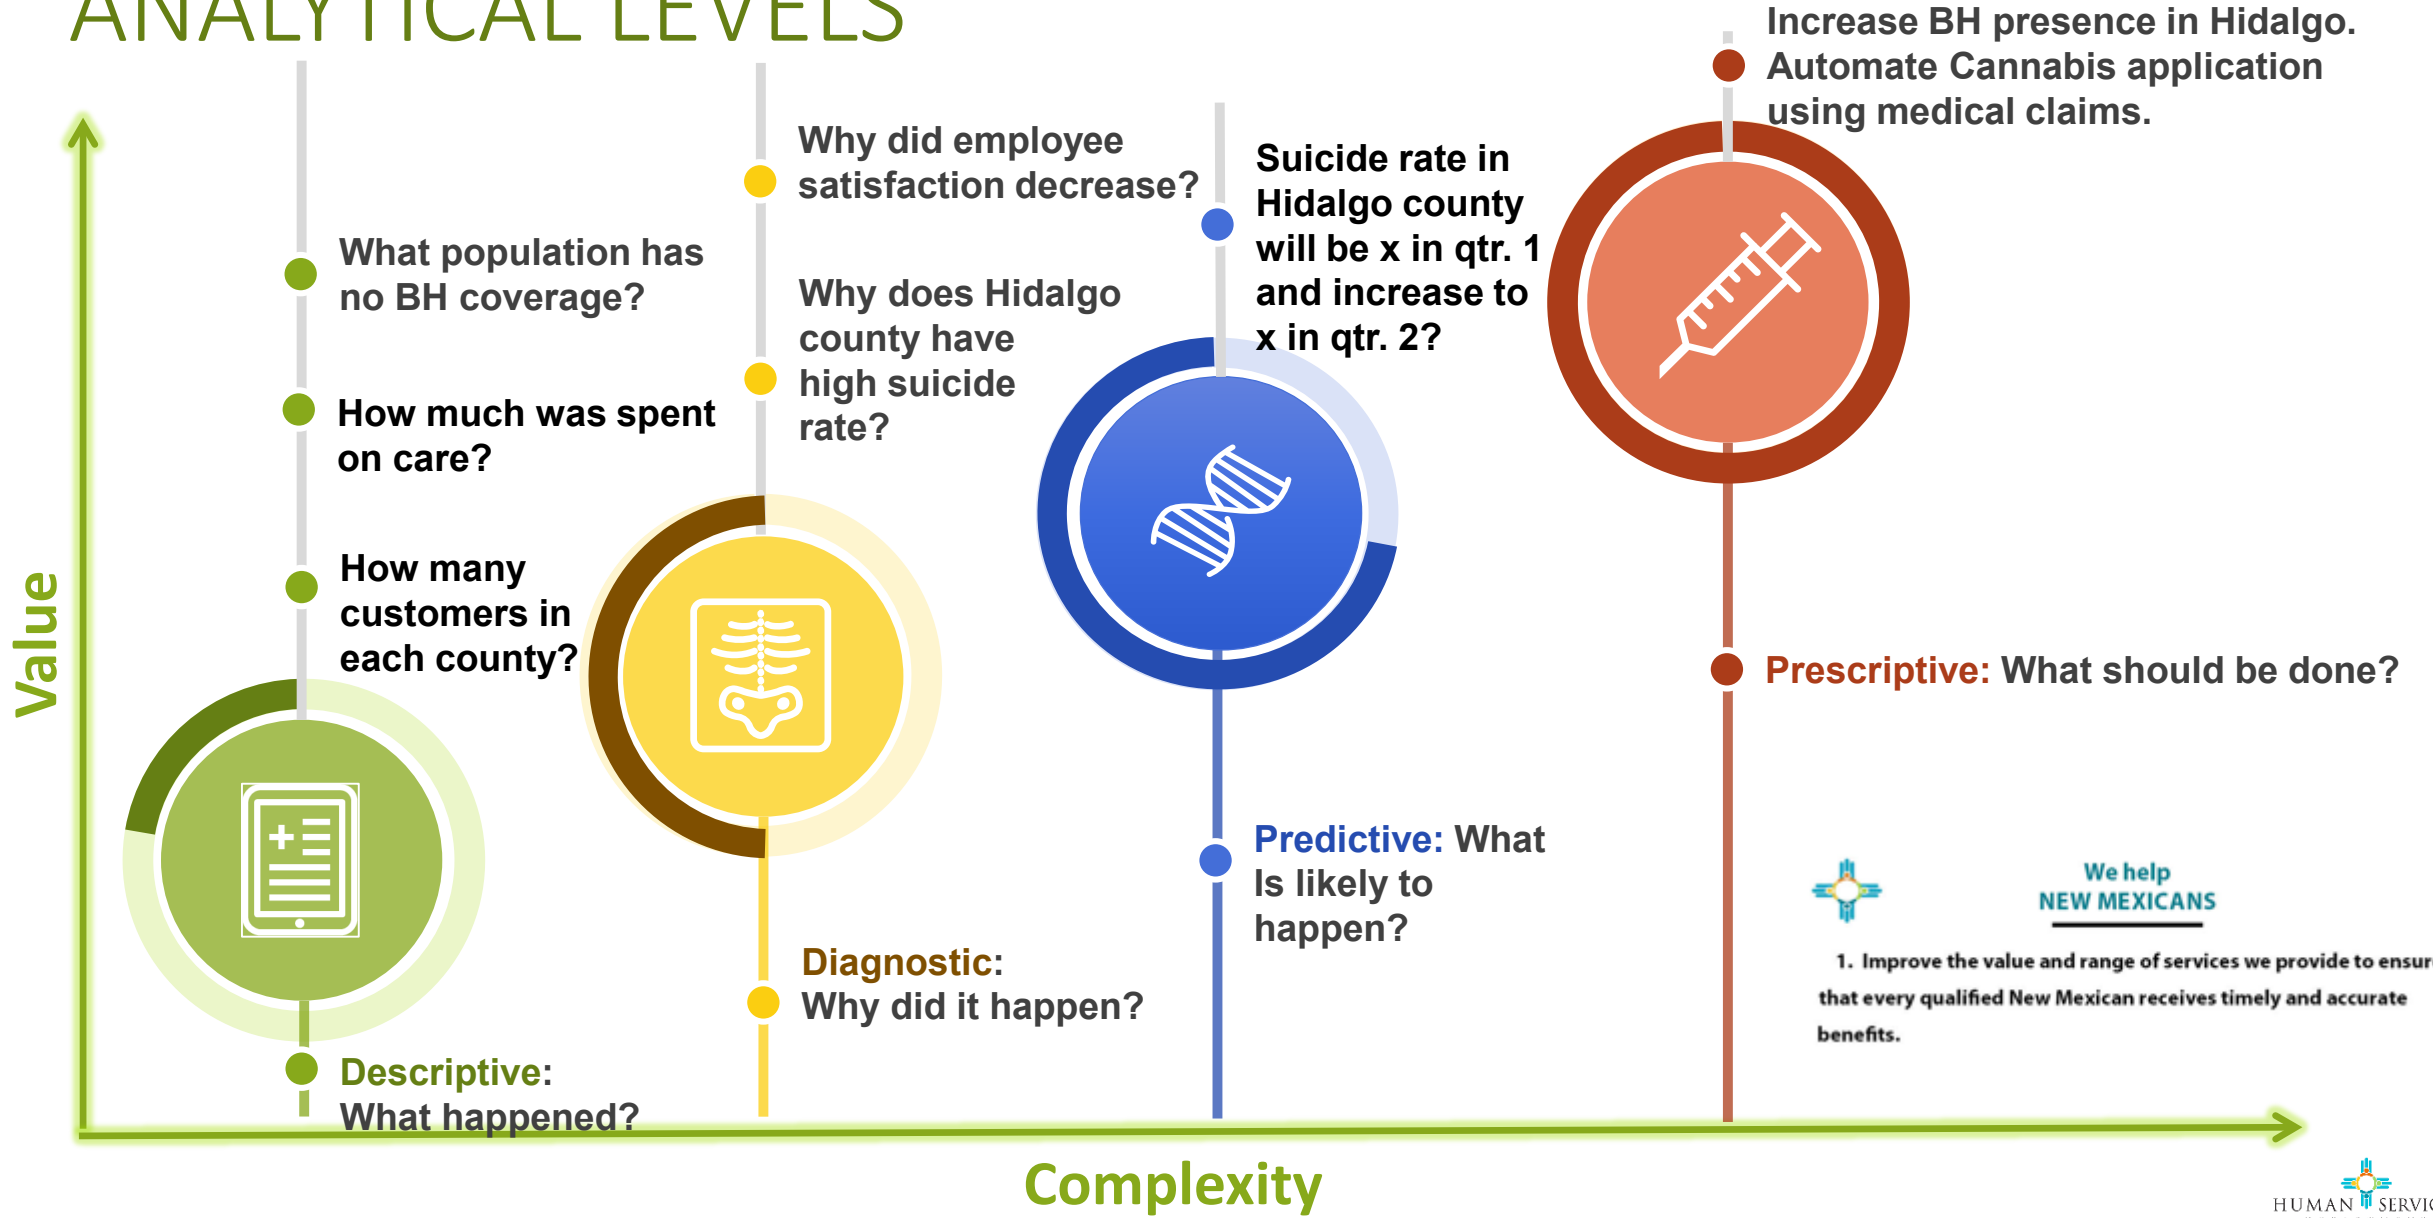 ANALYTICAL LEVELS
Increase BH presence in Hidalgo.
Automate Cannabis application
using medical claims.
Why did employee
satisfaction decrease?
Suicide rate in
Hidalgo county
will be x in qtr. 1
and increase to
x in qtr. 2?
What population has
no BH coverage?
Why does Hidalgo
county have
high suicide
rate?
How much was spent
on care?
How many
customers in
each county?
Value
Prescriptive: What should be done?
Predictive: What
Is likely to
happen?
We help
NEW MEXICANS
Diagnostic:
Why did it happen?
1. Improve the value and range of services we provide to ensur
that every qualified New Mexican receives timely and accurate
benefits.
Descriptive:
What happened?
Complexity
HUMAN SERVIC